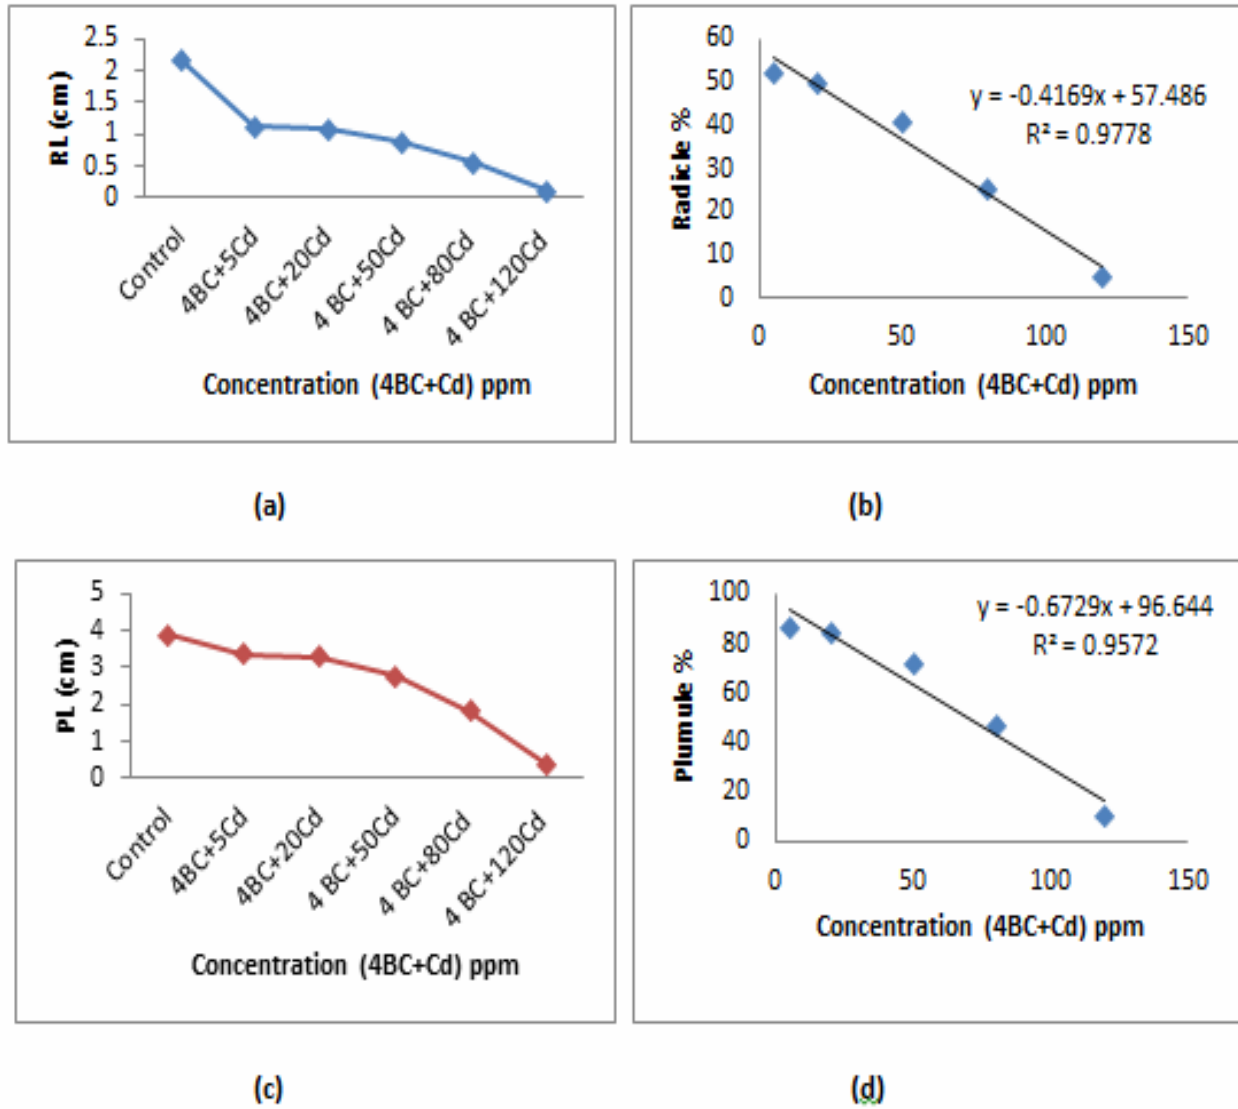 RL (cm)
2.5
2
1.5
1
0.5
0
Control
4BC+5Cd
4BC+20Cd
4 BC+50Cd
4 BC+80Cd
4 BC+120Cd
Concentration (4BC+Cd) ppm
(a)
Radicle %
60
50
40
30
20
10
0
y = -0.4169x + 57.486
R² = 0.9778
0 50 100 150
Concentration (4BC+Cd) ppm
(b)
PL (cm)
5
4
3
2
1
0
Control
4BC+5Cd
4BC+20Cd
4 BC+50Cd
4 BC+80Cd
4 BC+120Cd
Concentration (4BC+Cd) ppm
(c)
Plumule %
100
80
60
40
20
0
y = -0.6729x + 96.644
R² = 0.9572
0 50 100 150
Concentration (4BC+Cd) ppm
(d)